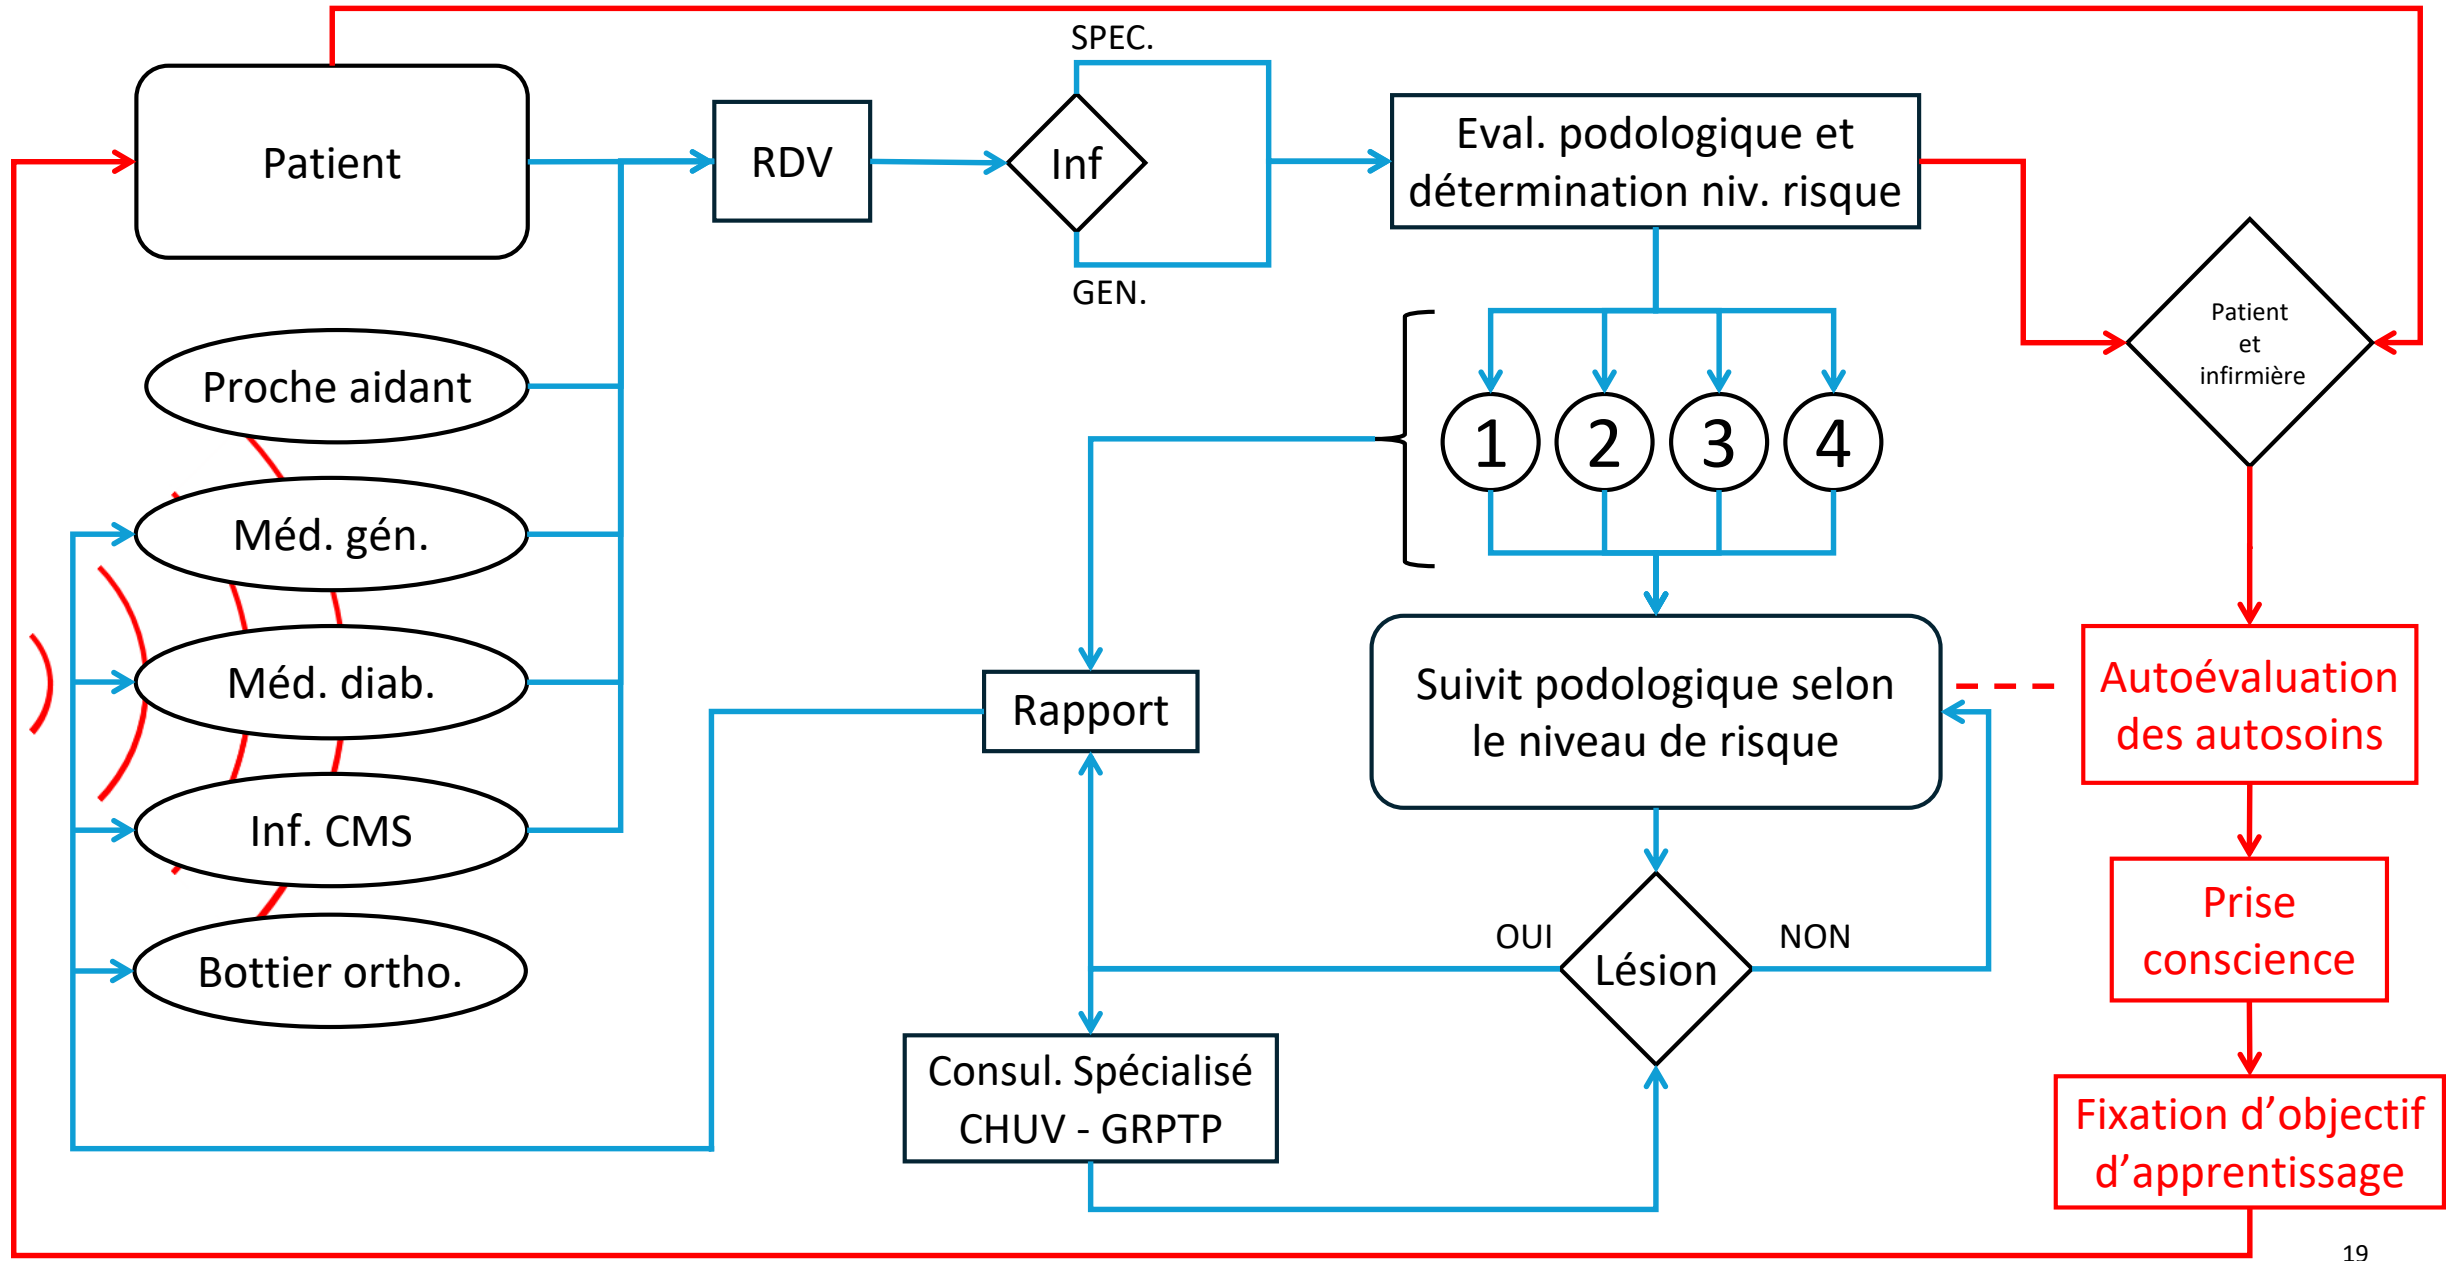 SPEC.
Patient
RDV
Inf
Eval. podologique et
détermination niv. risque
GEN.
Patient
et
infirmière
Proche aidant
1
2
3
4
Méd. gén.
Méd. diab.
Rapport
Suivit podologique selon
le niveau de risque
Autoévaluation
des autosoins
Inf. CMS
Prise
conscience
OUI
NON
Lésion
Bottier ortho.
Consul. Spécialisé
CHUV - GRPTP
Fixation d’objectif
d’apprentissage
19